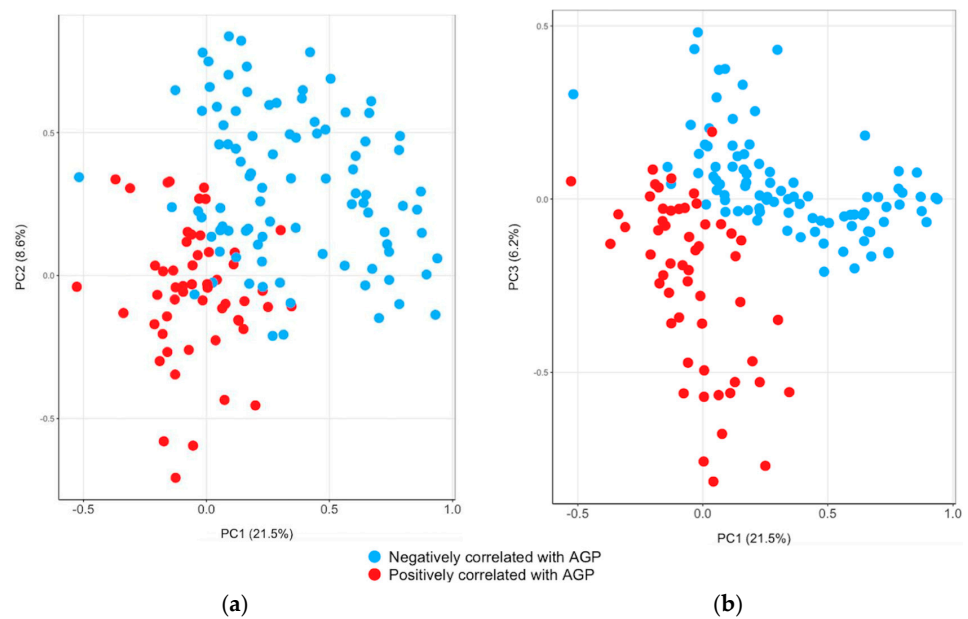 0.5
0.0
-0.5
PC2 (8.6%)
-0.5
0.0
0.5
1.0
PC1 (21.5%)
0.5
0.0
-0.5
PC3 (6.2%)
-0.5
0.0
0.5
1.0
PC1 (21.5%)
Negatively correlated with AGP
Positively correlated with AGP
(a)
(b)